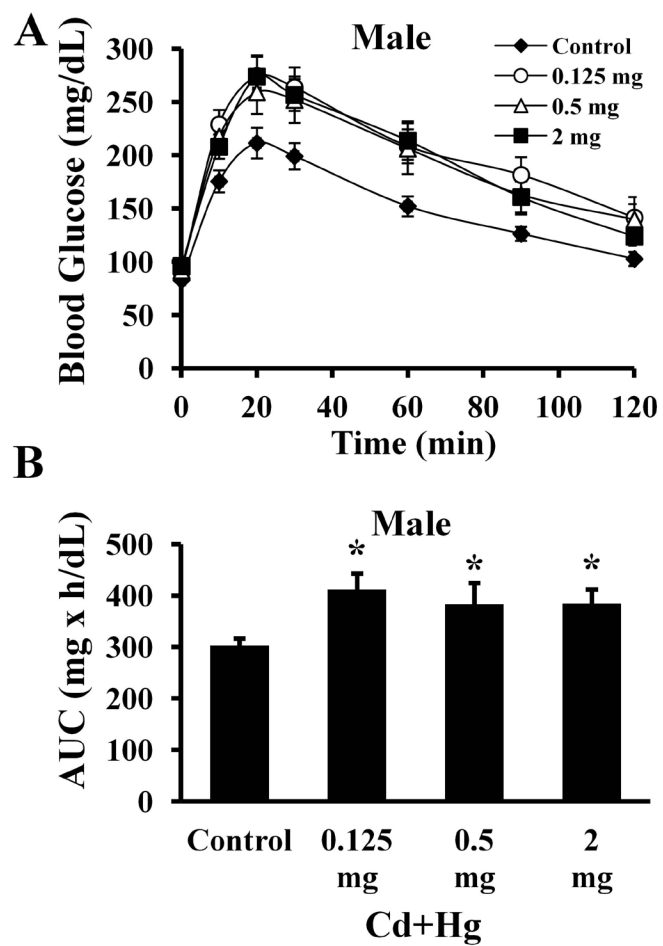 A
Male
Control
0.125 mg
0.5 mg
2 mg
Blood Glucose (mg/dL)
300
250
200
150
100
50
0
0 20 40 60 80 100 120
Time (min)
B
Male
AUC (mg x h/dL)
500
400
300
200
100
0
* * *
Control 0.125 0.5 2
mg mg mg
Cd+Hg